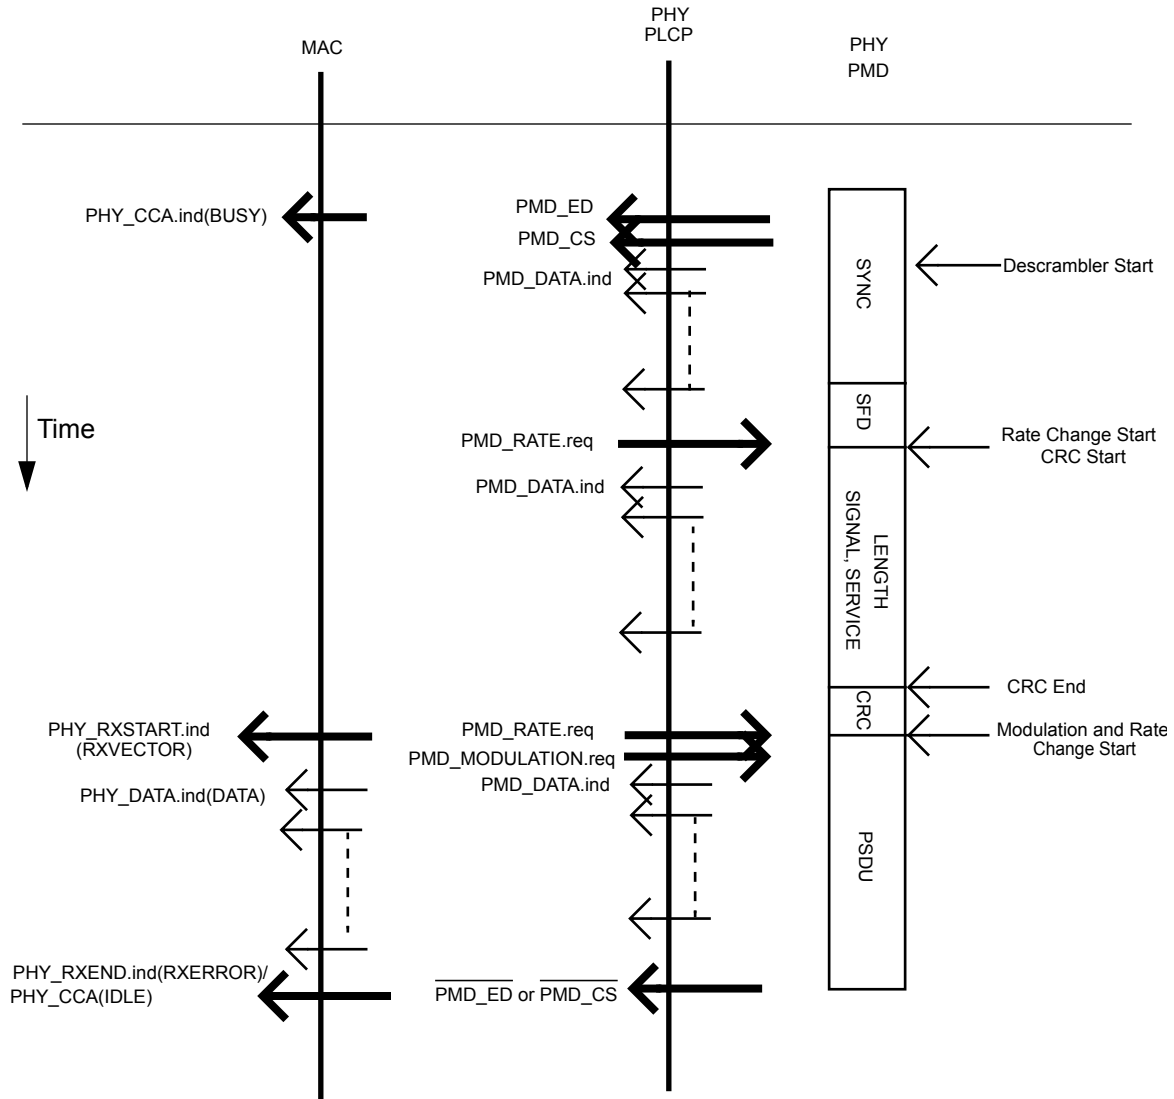 MAC
PHY
PLCP
PHY
PMD
PHY_CCA.ind(BUSY)
PMD_ED
PMD_CS
PMD_DATA.ind
SYNC
Descrambler Start
Time
SFD
PMD_RATE.req
Rate Change Start
CRC Start
PMD_DATA.ind
LENGTH
SIGNAL, SERVICE
CRC End
CRC
PHY_RXSTART.ind
(RXVECTOR)
PMD_RATE.req
PMD_MODULATION.req
Modulation and Rate
Change Start
PMD_DATA.ind
PHY_DATA.ind(DATA)
PSDU
PHY_RXEND.ind(RXERROR)/
PHY_CCA(IDLE)
PMD_ED or PMD_CS